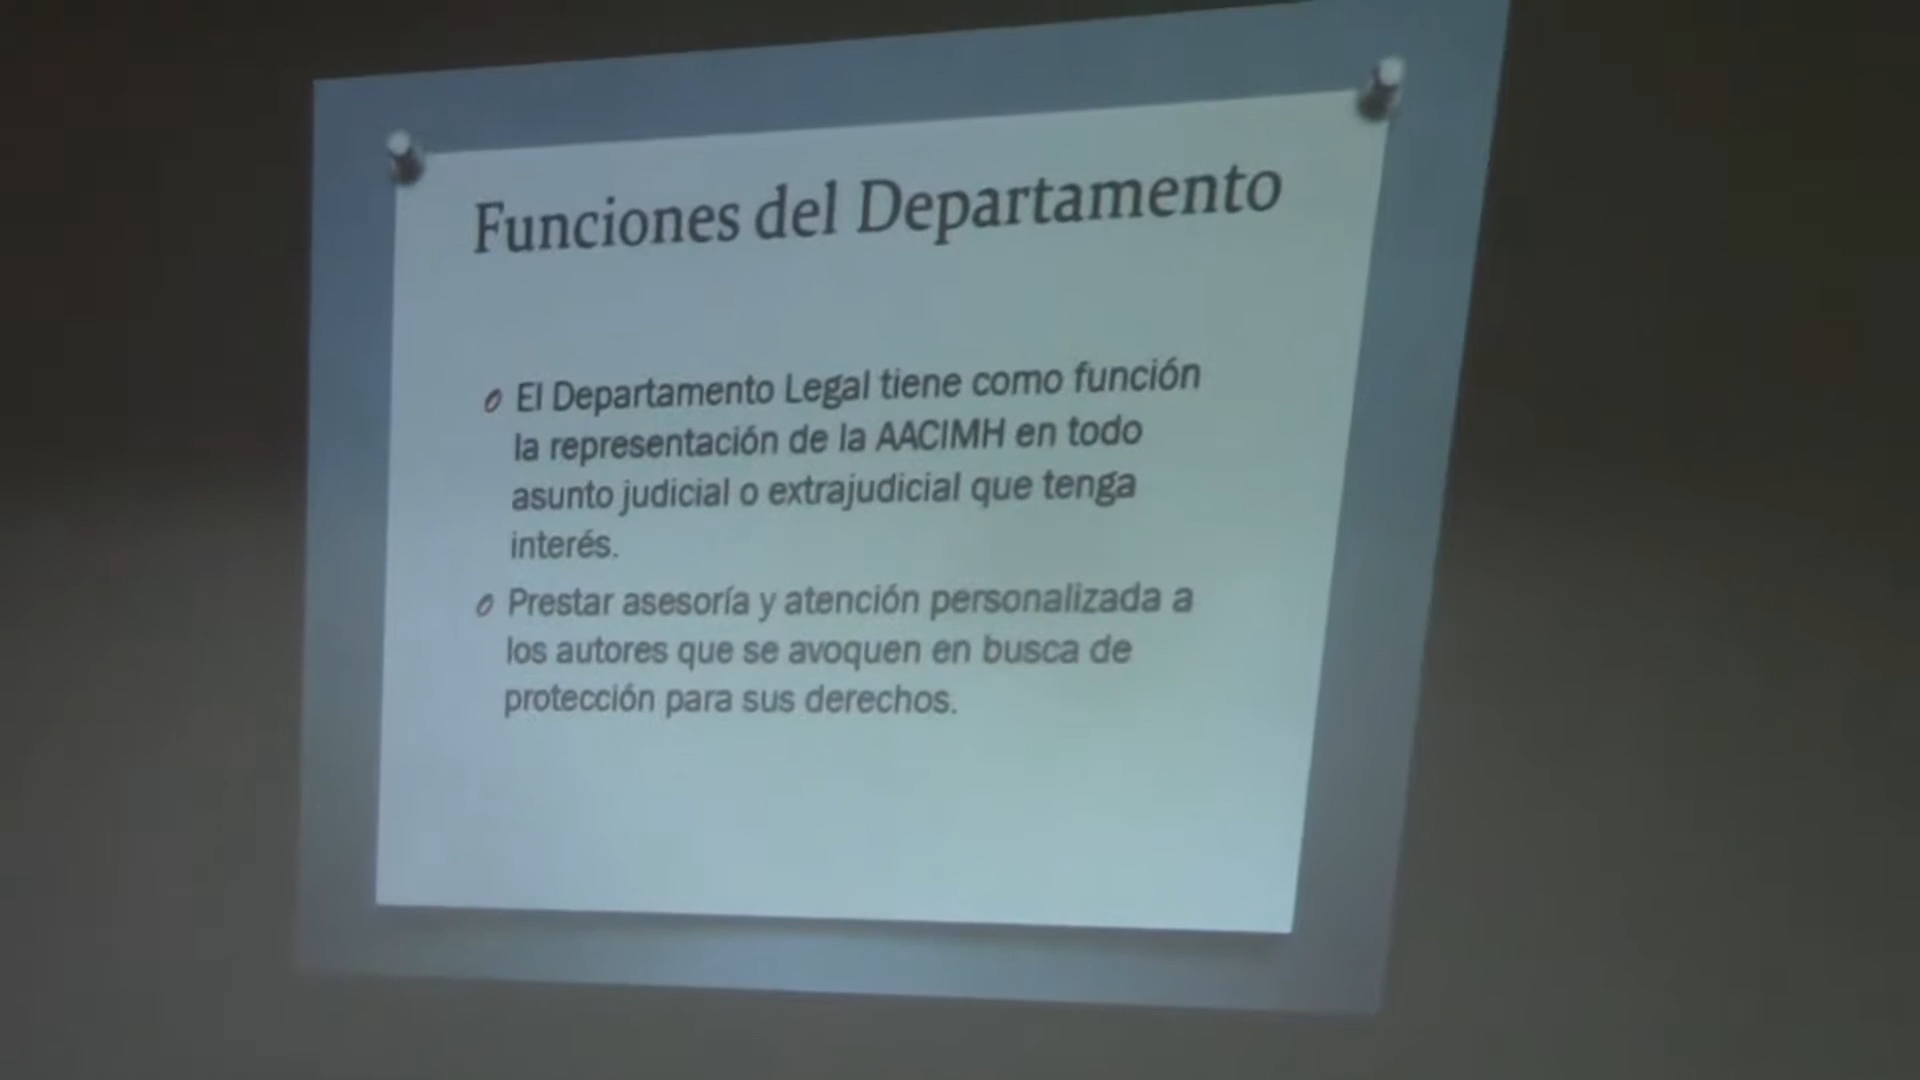 Funciones del Departamento
El Departamento Legal tiene como función
la representación de la AACIMH en todo
asunto judicial o extrajudicial que tenga
interés.
Prestar asesoría y atención personalizada a
los autores que se avoquen en busca de
protección para sus derechos.